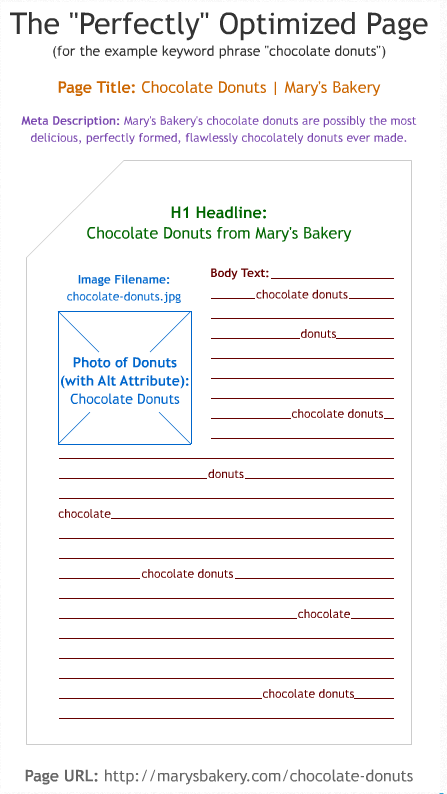 The "Perfectly" Optimized Page
(for the example keyword phrase "chocolate donuts")
Page Title: Chocolate Donuts | Mary's Bakery
Meta Description: Mary's Bakery's chocolate donuts are possibly the most
delicious, perfectly formed, flawlessly chocolately donuts ever made.
H1 Headline:
Chocolate Donuts from Mary's Bakery
Image Filename:
chocolate-donuts.jpg
Photo of Donuts
(with Alt Attribute):
Chocolate Donuts
Body Text:
chocolate donuts
donuts
chocolate donuts
donuts
chocolate
chocolate donuts
chocolate
chocolate donuts
Page URL: http://marysbakery.com/chocolate-donuts